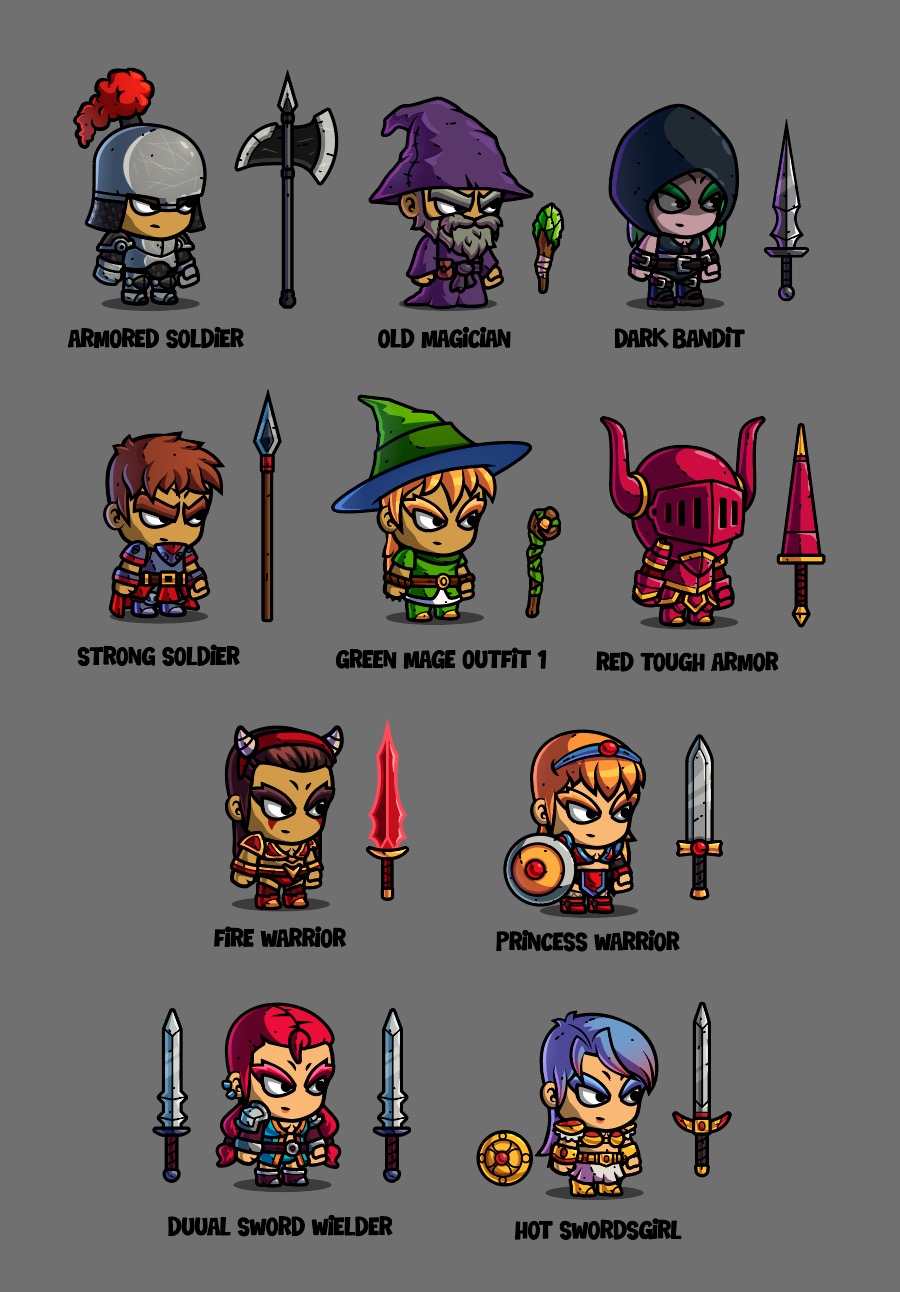 ARMORED SOLDIER
OLD MAGICIAN
DARK BANDIT
STRONG SOLDIER
GREEN MAGE OUTFIT 1
RED TOUGH ARMOR
FIRE WARRIOR
PRINCESS WARRIOR
DUUAL SWORD WIELDER
HOT SWORDSGIRL